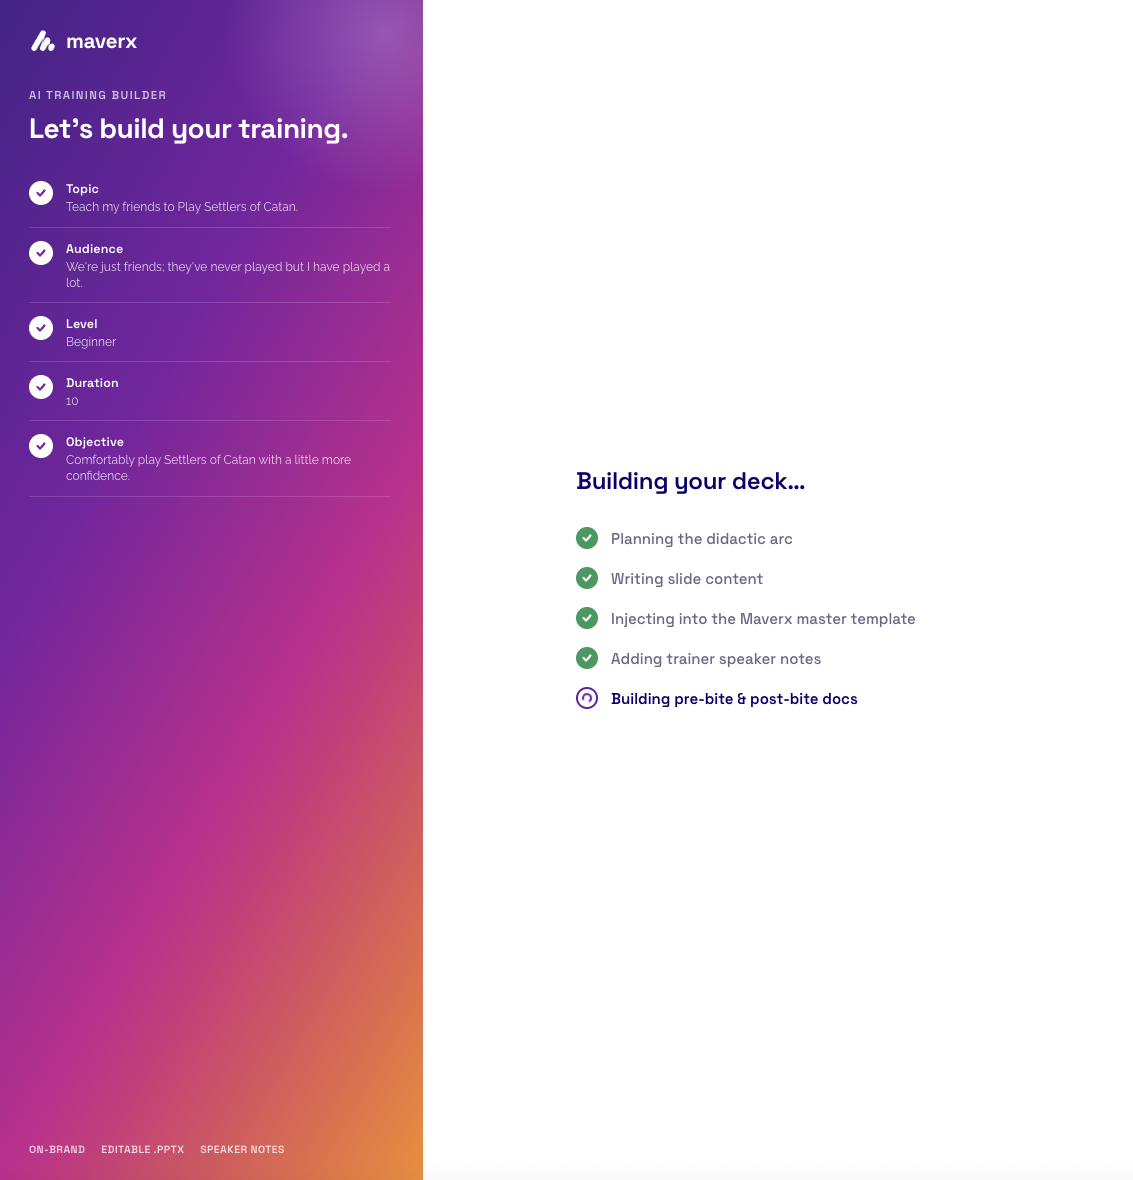 maverx
AI TRAINING BUILDER
Let's build your training.
Topic
Teach my friends to Play Settlers of Catan.
Audience
We're just friends; they've never played but I have played a
lot.
Level
Beginner
Duration
10
Objective
Comfortably play Settlers of Catan with a little more
confidence.
ON-BRAND EDITABLE .PPTX SPEAKER NOTES
Building your deck...
Planning the didactic arc
Writing slide content
Injecting into the Maverx master template
Adding trainer speaker notes
Building pre-bite & post-bite docs